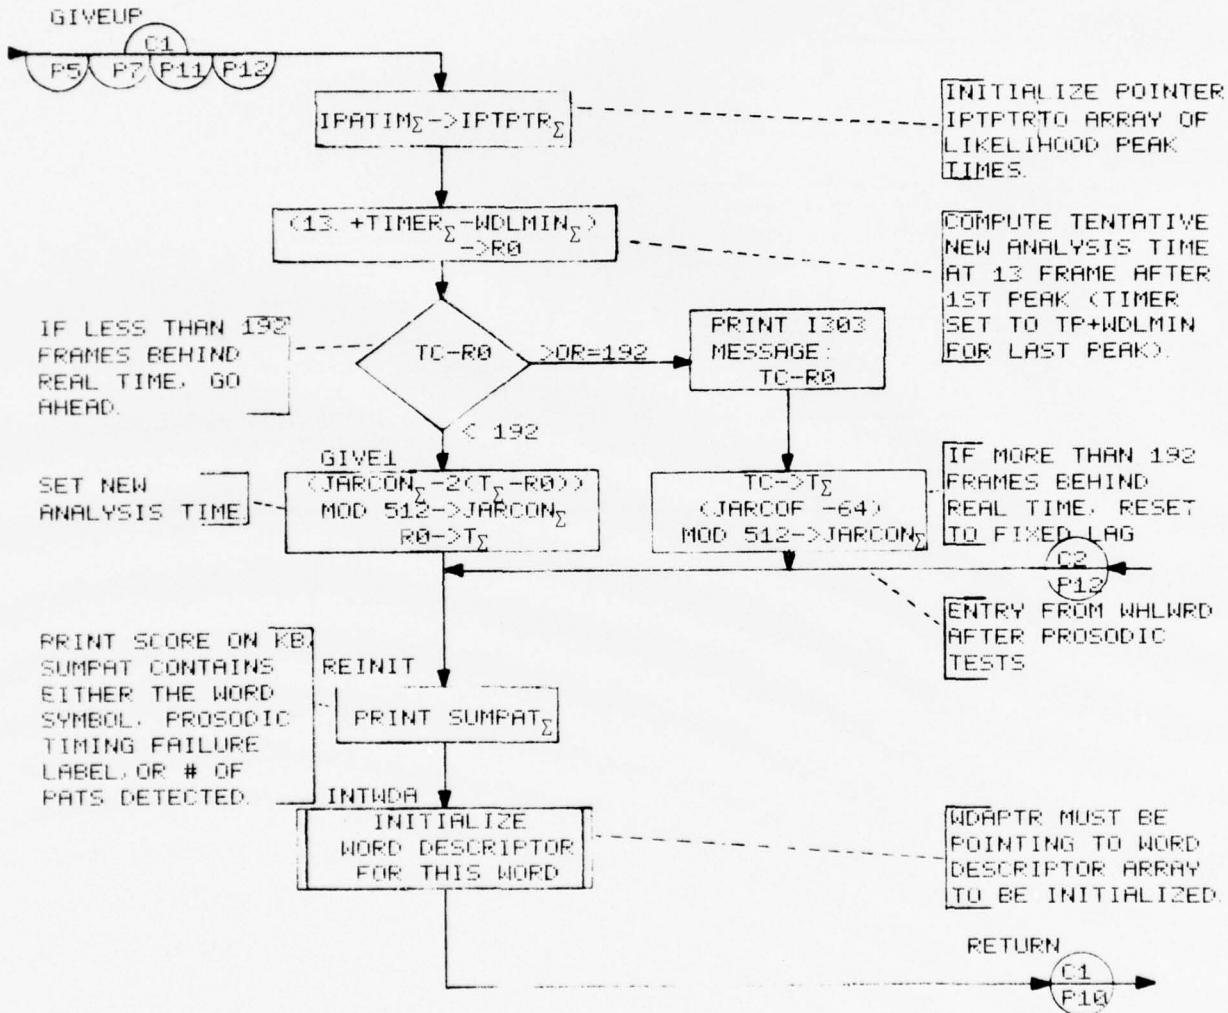 GIVEUP
C1
P5 P7 P11 P12
IPATIMΣ->IPTPTRΣ
INITIALIZE POINTER
IPTPTRTO ARRAY OF
LIKELIHOOD PEAK
TIMES.
(13. +TIMERΣ-WDLMINΣ)
->R0
COMPUTE TENTATIVE
NEW ANALYSIS TIME
AT 13 FRAME AFTER
1ST PEAK (TIMER
SET TO TP+WDLMIN
FOR LAST PEAK).
IF LESS THAN 192
FRAMES BEHIND
REAL TIME, GO
AHEAD.
TC-R0
>OR=192
PRINT I303
MESSAGE:
TC-R0
< 192
GIVE1
SET NEW
ANALYSIS TIME
(JARCONΣ-2(TΣ-R0))
MOD 512->JARCONΣ
R0->TΣ
TC->TΣ
(JARCOF -64)
MOD 512->JARCONΣ
IF MORE THAN 192
FRAMES BEHIND
REAL TIME, RESET
TO FIXED LAG
C2
P12
ENTRY FROM WHLWRD
AFTER PROSODIC
TESTS
PRINT SCORE ON KB.
SUMPAT CONTAINS
EITHER THE WORD
SYMBOL, PROSODIC
TIMING FAILURE
LABEL, OR # OF
PATS DETECTED.
REINIT
PRINT SUMPATΣ
INTWDA
INITIALIZE
WORD DESCRIPTOR
FOR THIS WORD
WDAPTR MUST BE
POINTING TO WORD
DESCRIPTOR ARRAY
TO BE INITIALIZED.
RETURN
C1
P10